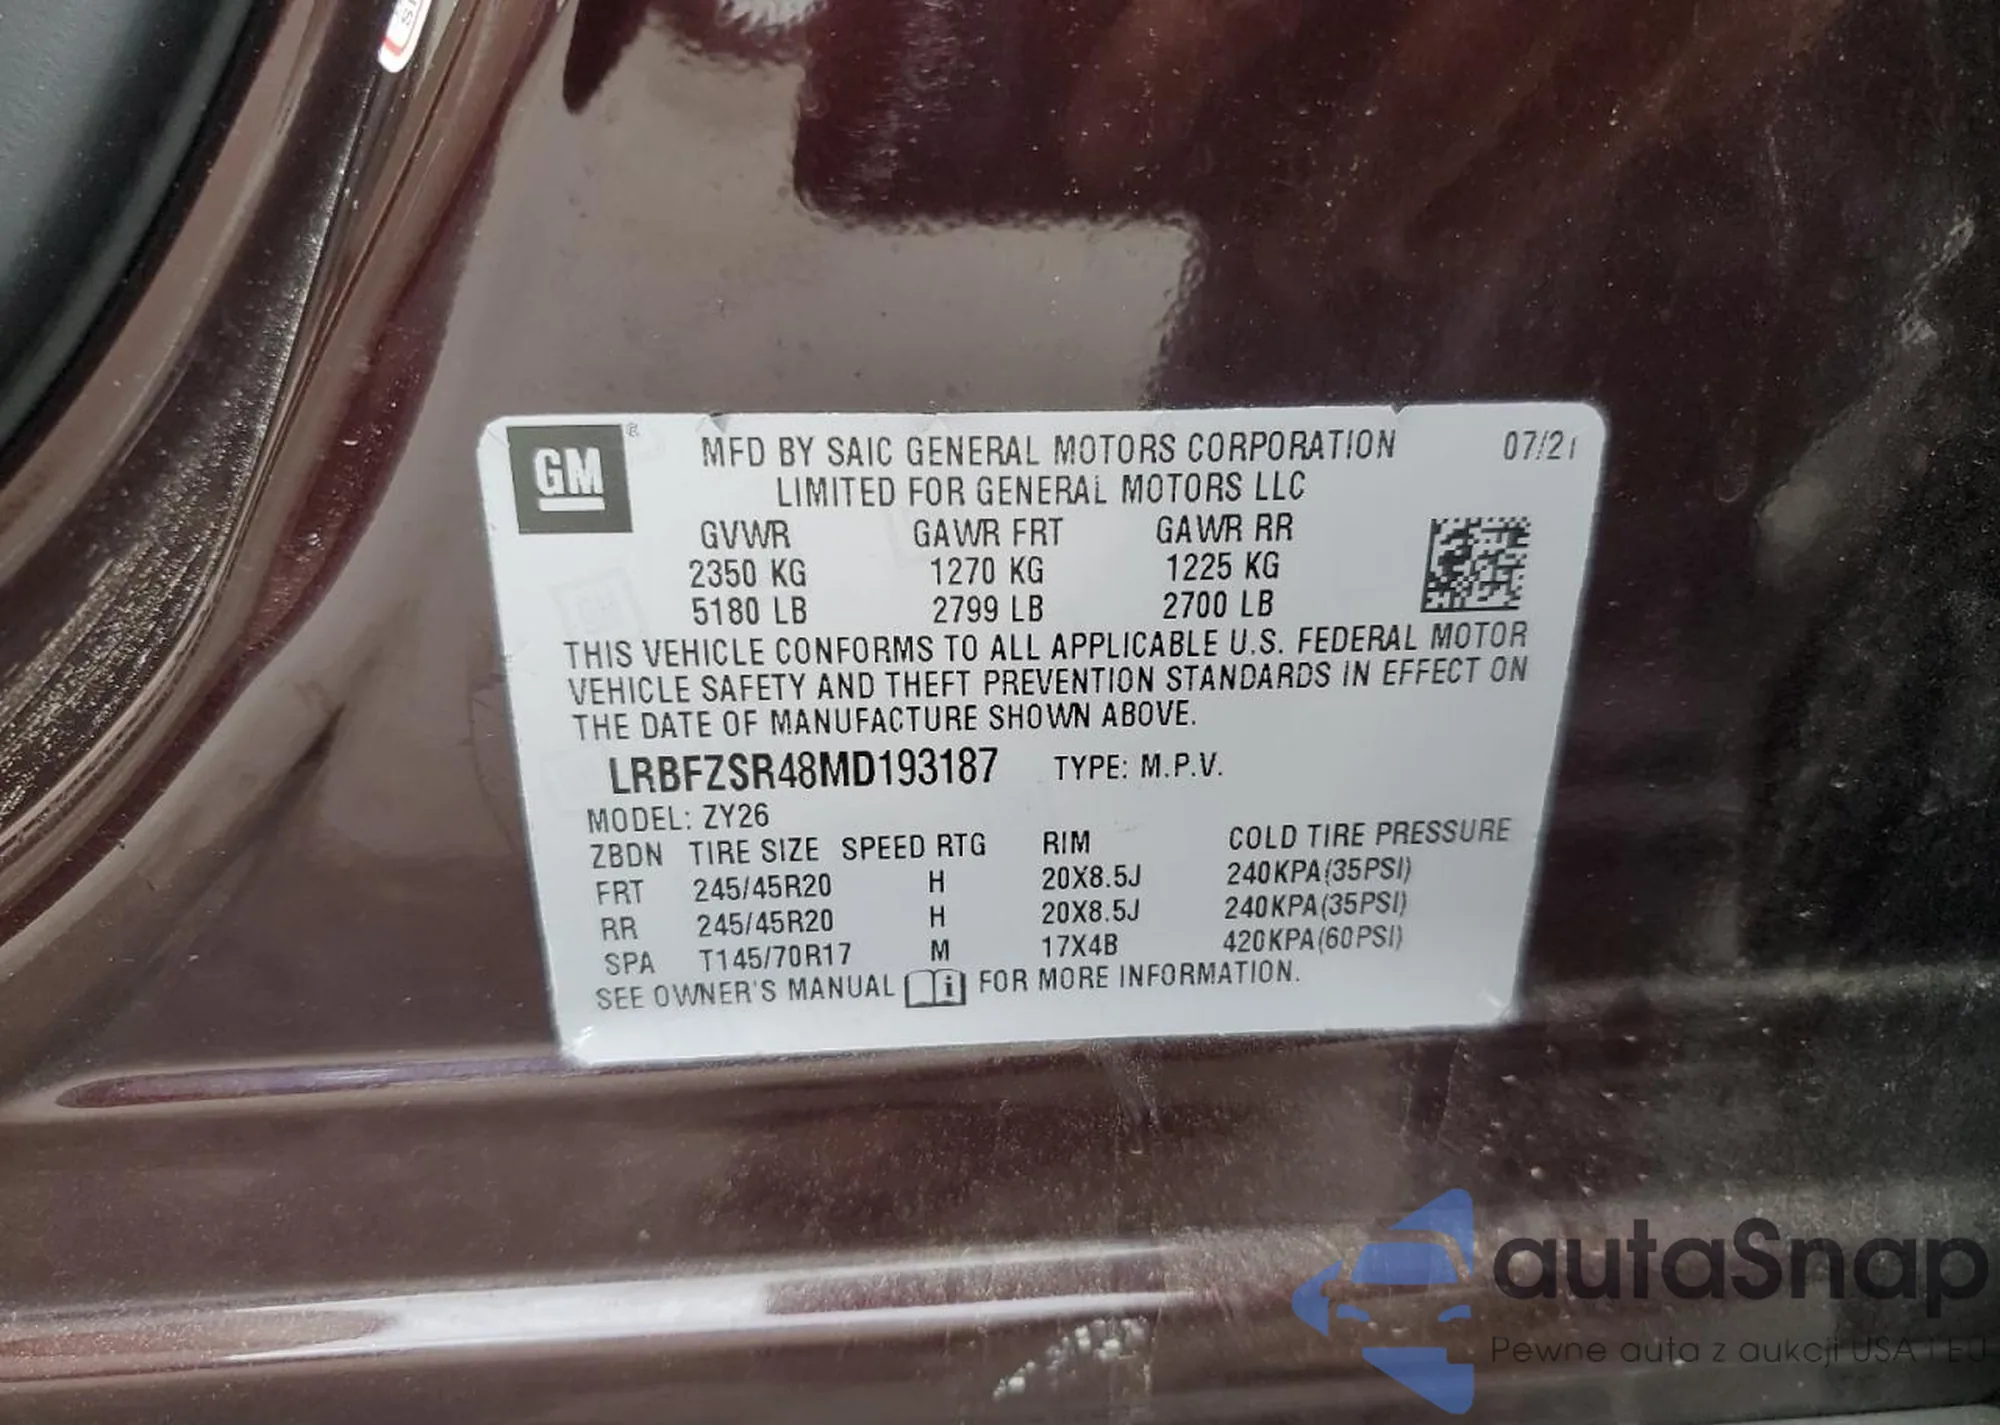 GM ®
MFD BY SAIC GENERAL MOTORS CORPORATION 07/21
LIMITED FOR GENERAL MOTORS LLC
GVWR GAWR FRT GAWR RR
2350 KG 1270 KG 1225 KG
5180 LB 2799 LB 2700 LB
THIS VEHICLE CONFORMS TO ALL APPLICABLE U.S. FEDERAL MOTOR
VEHICLE SAFETY AND THEFT PREVENTION STANDARDS IN EFFECT ON
THE DATE OF MANUFACTURE SHOWN ABOVE.
LRBFZSR48MD193187 TYPE: M.P.V.
MODEL: ZY26
ZBDN TIRE SIZE SPEED RTG RIM COLD TIRE PRESSURE
FRT 245/45R20 H 20X8.5J 240KPA(35PSI)
RR 245/45R20 H 20X8.5J 240KPA(35PSI)
SPA T145/70R17 M 17X4B 420KPA(60PSI)
SEE OWNER'S MANUAL i FOR MORE INFORMATION.
autaSnap
Pewne auta z aukcji USA i EU